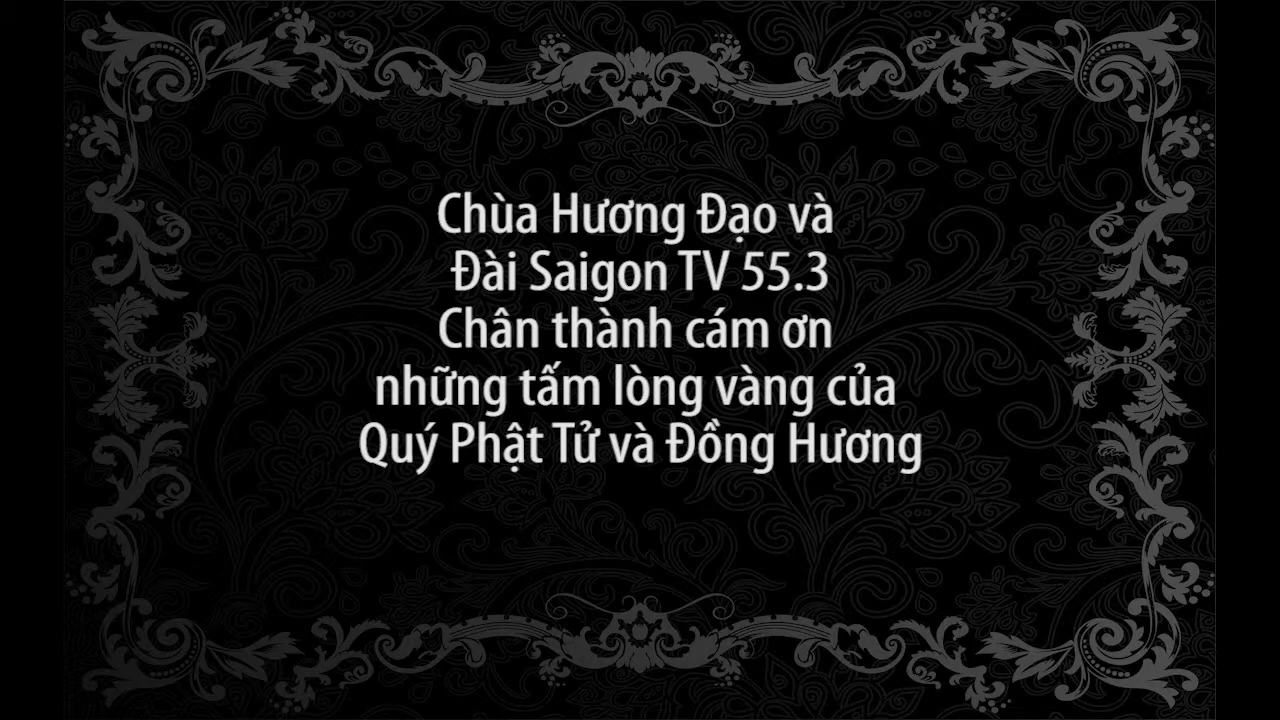 Chùa Hương Đạo và
Đài Saigon TV 55.3
Chân thành cám ơn
những tấm lòng vàng của
Quý Phật Tử và Đồng Hương